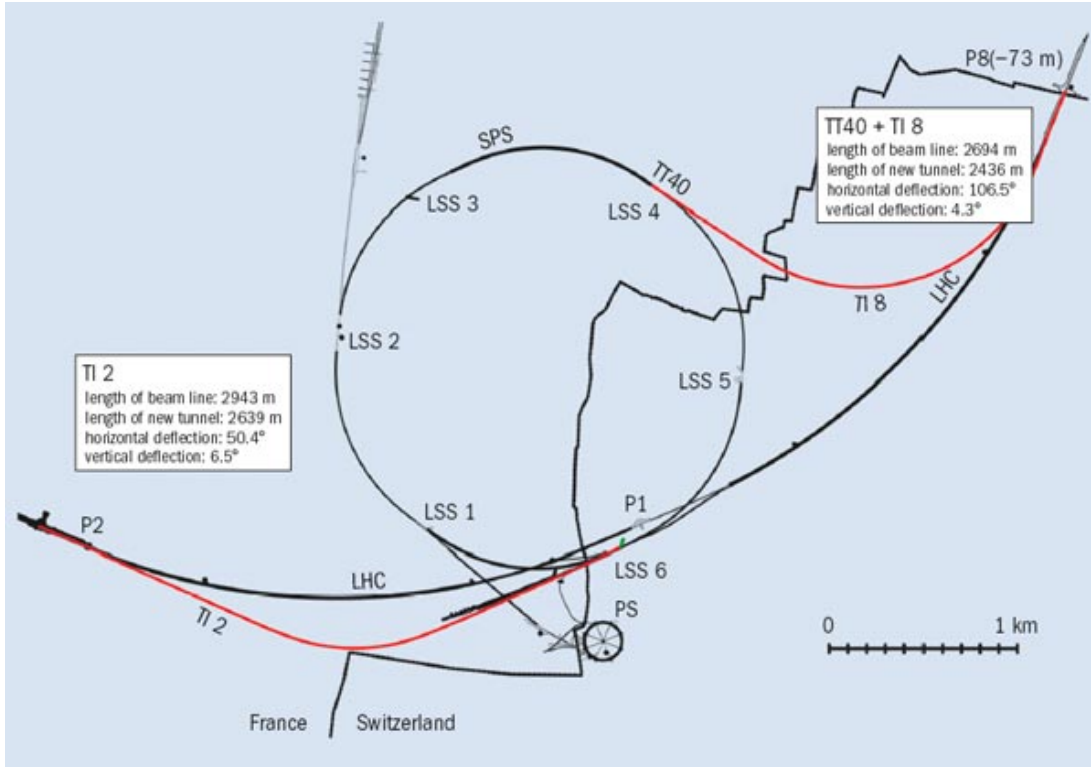 P8(−73 m)
TT40 + TI 8
length of beam line: 2694 m
length of new tunnel: 2436 m
horizontal deflection: 106.5°
vertical deflection: 4.3°
SPS
TT40
LSS 3
LSS 4
LHC
TI 8
LSS 2
LSS 5
TI 2
length of beam line: 2943 m
length of new tunnel: 2639 m
horizontal deflection: 50.4°
vertical deflection: 6.5°
P2
LSS 1
P1
LHC
LSS 6
TI 2
PS
0 1 km
France Switzerland